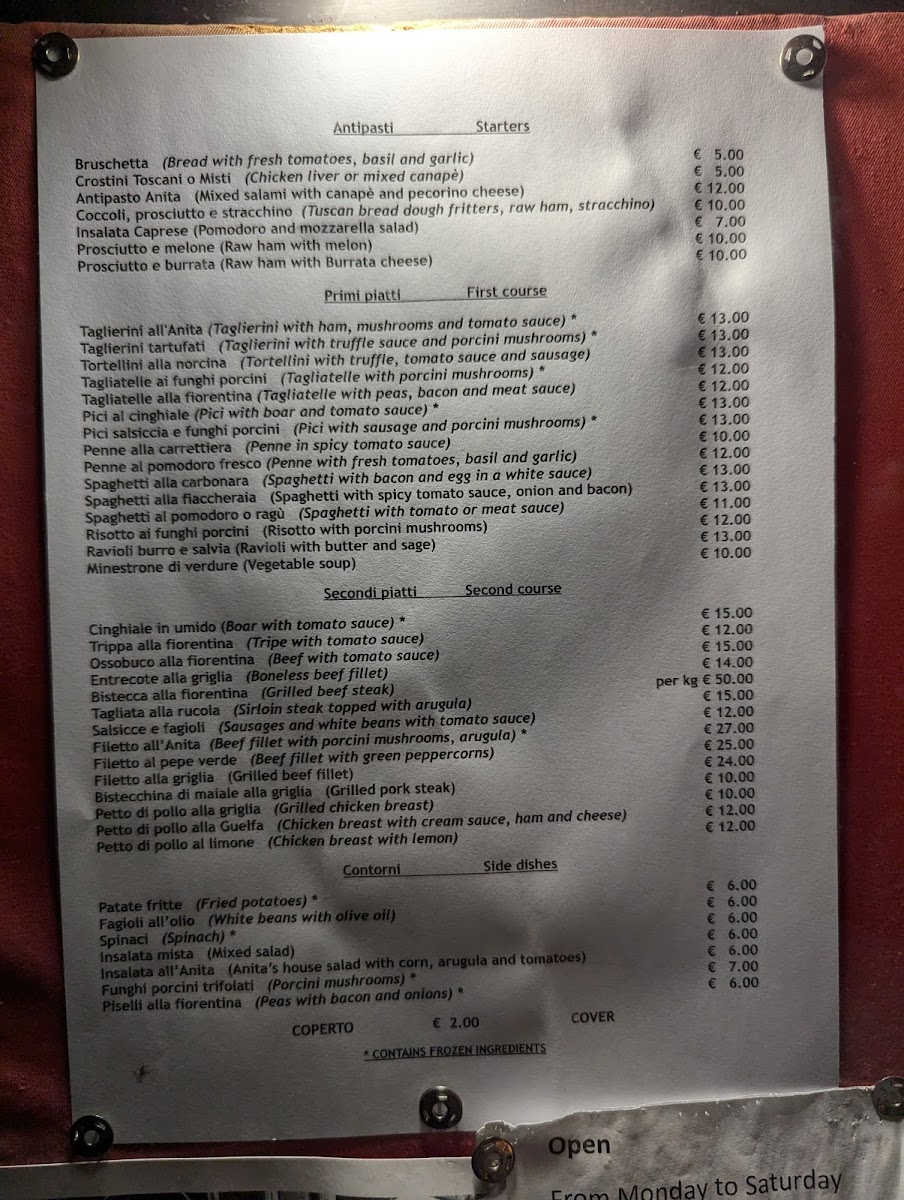 Antipasti Starters
Bruschetta (Bread with fresh tomatoes, basil and garlic) € 5.00
Crostini Toscani o Misti (Chicken liver or mixed canapè) € 5.00
Antipasto Anita (Mixed salami with canapè and pecorino cheese) € 12.00
Coccoli, prosciutto e stracchino (Tuscan bread dough fritters, raw ham, stracchino) € 10.00
Insalata Caprese (Pomodoro and mozzarella salad) € 7.00
Prosciutto e melone (Raw ham with melon) € 10.00
Prosciutto e burrata (Raw ham with Burrata cheese) € 10.00
Primi piatti First course
Taglierini all'Anita (Taglierini with ham, mushrooms and tomato sauce) * € 13.00
Taglierini tartufati (Taglierini with truffle sauce and porcini mushrooms) * € 13.00
Tortellini alla norcina (Tortellini with truffle, tomato sauce and sausage) € 13.00
Tagliatelle ai funghi porcini (Tagliatelle with porcini mushrooms) * € 12.00
Tagliatelle alla fiorentina (Tagliatelle with peas, bacon and meat sauce) € 12.00
Pici al cinghiale (Pici with boar and tomato sauce) * € 13.00
Pici salsiccia e funghi porcini (Pici with sausage and porcini mushrooms) * € 13.00
Penne alla carrettiera (Penne in spicy tomato sauce) € 10.00
Penne al pomodoro fresco (Penne with fresh tomatoes, basil and garlic) € 12.00
Spaghetti alla carbonara (Spaghetti with bacon and egg in a white sauce) € 13.00
Spaghetti alla fiaccheraia (Spaghetti with spicy tomato sauce, onion and bacon) € 13.00
Spaghetti al pomodoro o ragù (Spaghetti with tomato or meat sauce) € 11.00
Risotto ai funghi porcini (Risotto with porcini mushrooms) € 12.00
Ravioli burro e salvia (Ravioli with butter and sage) € 13.00
Minestrone di verdure (Vegetable soup) € 10.00
Secondi piatti Second course
Cinghiale in umido (Boar with tomato sauce) * € 15.00
Trippa alla fiorentina (Tripe with tomato sauce) € 12.00
Ossobuco alla fiorentina (Beef with tomato sauce) € 15.00
Entrecote alla griglia (Boneless beef fillet) € 14.00
Bistecca alla fiorentina (Grilled beef steak) per kg € 50.00
Tagliata alla rucola (Sirloin steak topped with arugula) € 15.00
Salsicce e fagioli (Sausages and white beans with tomato sauce) € 12.00
Filetto all'Anita (Beef fillet with porcini mushrooms, arugula) * € 27.00
Filetto al pepe verde (Beef fillet with green peppercorns) € 25.00
Filetto alla griglia (Grilled beef fillet) € 24.00
Bistecchina di maiale alla griglia (Grilled pork steak) € 10.00
Petto di pollo alla griglia (Grilled chicken breast) € 10.00
Petto di pollo alla Guelfa (Chicken breast with cream sauce, ham and cheese) € 12.00
Petto di pollo al limone (Chicken breast with lemon) € 12.00
Contorni Side dishes
Patate fritte (Fried potatoes) * € 6.00
Fagioli all'olio (White beans with olive oil) € 6.00
Spinaci (Spinach) * € 6.00
Insalata mista (Mixed salad) € 6.00
Insalata all'Anita (Anita's house salad with corn, arugula and tomatoes) € 6.00
Funghi porcini trifolati (Porcini mushrooms) * € 7.00
Piselli alla fiorentina (Peas with bacon and onions) * € 6.00
COPERTO € 2.00 COVER
* CONTAINS FROZEN INGREDIENTS
Open
From Monday to Saturday